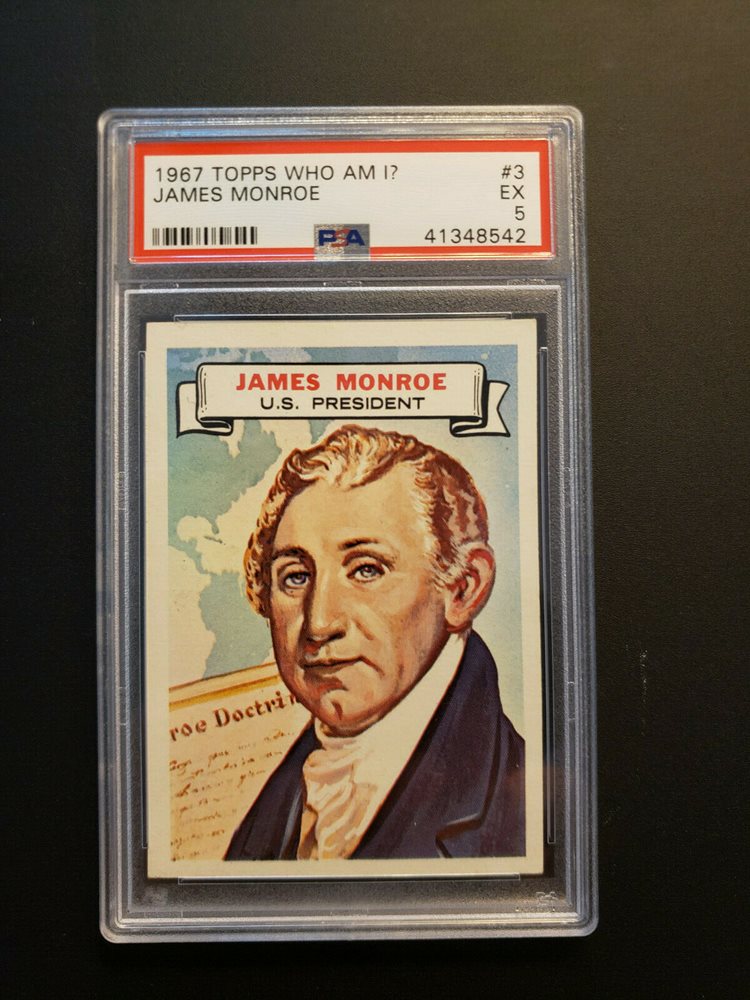 1967 TOPPS WHO AM I? #3
JAMES MONROE EX
5
PSA 41348542
JAMES MONROE
U.S. PRESIDENT
roe Doctri